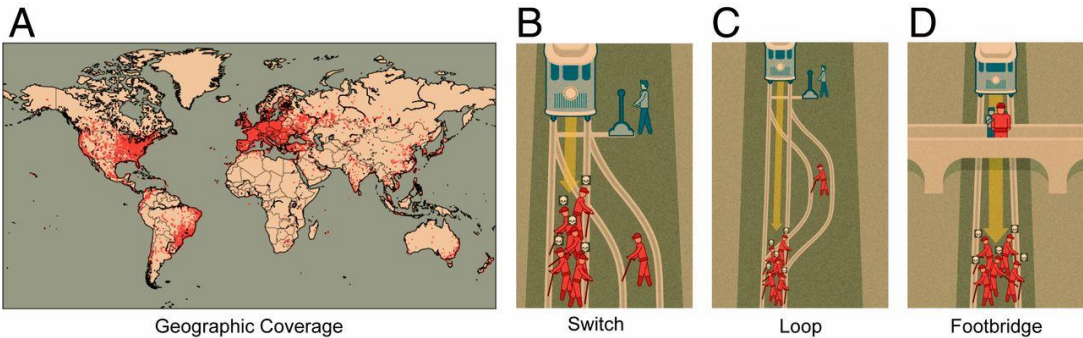 A
B
C
D
Geographic Coverage
Switch
Loop
Footbridge